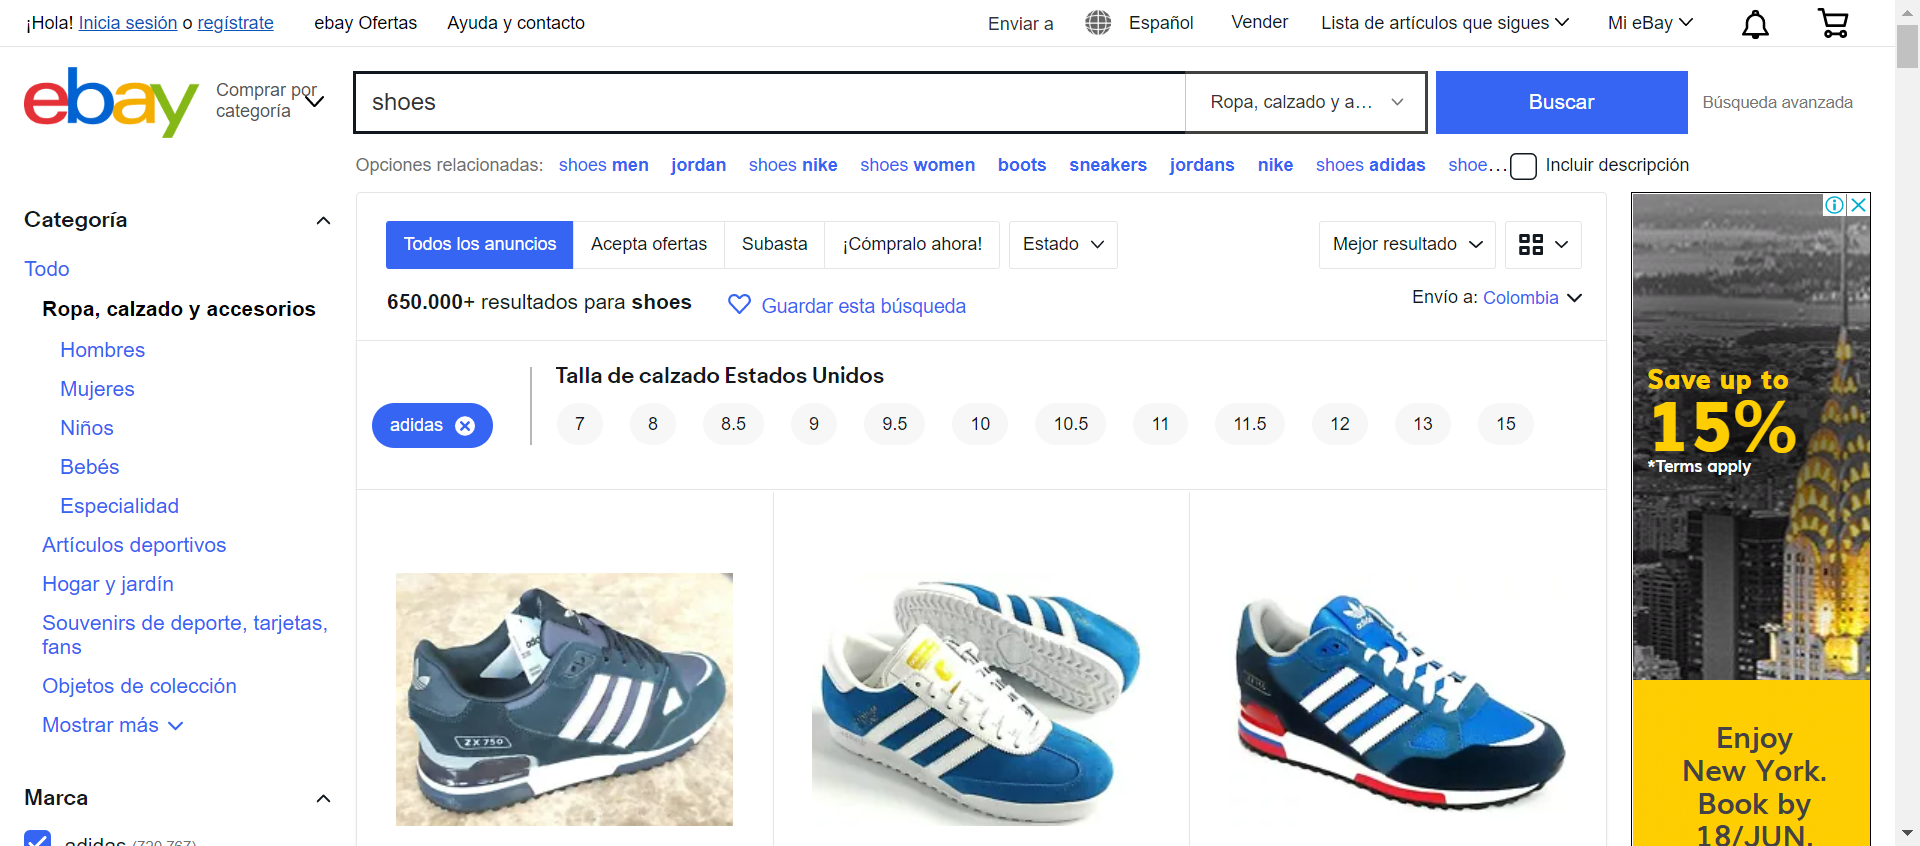 ¡Hola! Inicia sesión o regístrate
ebay Ofertas
Ayuda y contacto
Enviar a
Español
Vender
Lista de artículos que sigues
Mi eBay
ebay
Comprar por
categoría
shoes
Ropa, calzado y a...
Buscar
Búsqueda avanzada
Opciones relacionadas: shoes men jordan shoes nike shoes women boots sneakers jordans nike shoes adidas shoe...
Incluir descripción
Categoría
Todo
Ropa, calzado y accesorios
Hombres
Mujeres
Niños
Bebés
Especialidad
Artículos deportivos
Hogar y jardín
Souvenirs de deporte, tarjetas,
fans
Objetos de colección
Mostrar más
Marca
adidas (720.767)
Todos los anuncios
Acepta ofertas
Subasta
¡Cómpralo ahora!
Estado
Mejor resultado
650.000+ resultados para shoes
Guardar esta búsqueda
Envío a: Colombia
adidas
Talla de calzado Estados Unidos
7 8 8.5 9 9.5 10 10.5 11 11.5 12 13 15
ZX 750
adidas
Save up to
15%
*Terms apply
Enjoy
New York.
Book by
18/JUN.